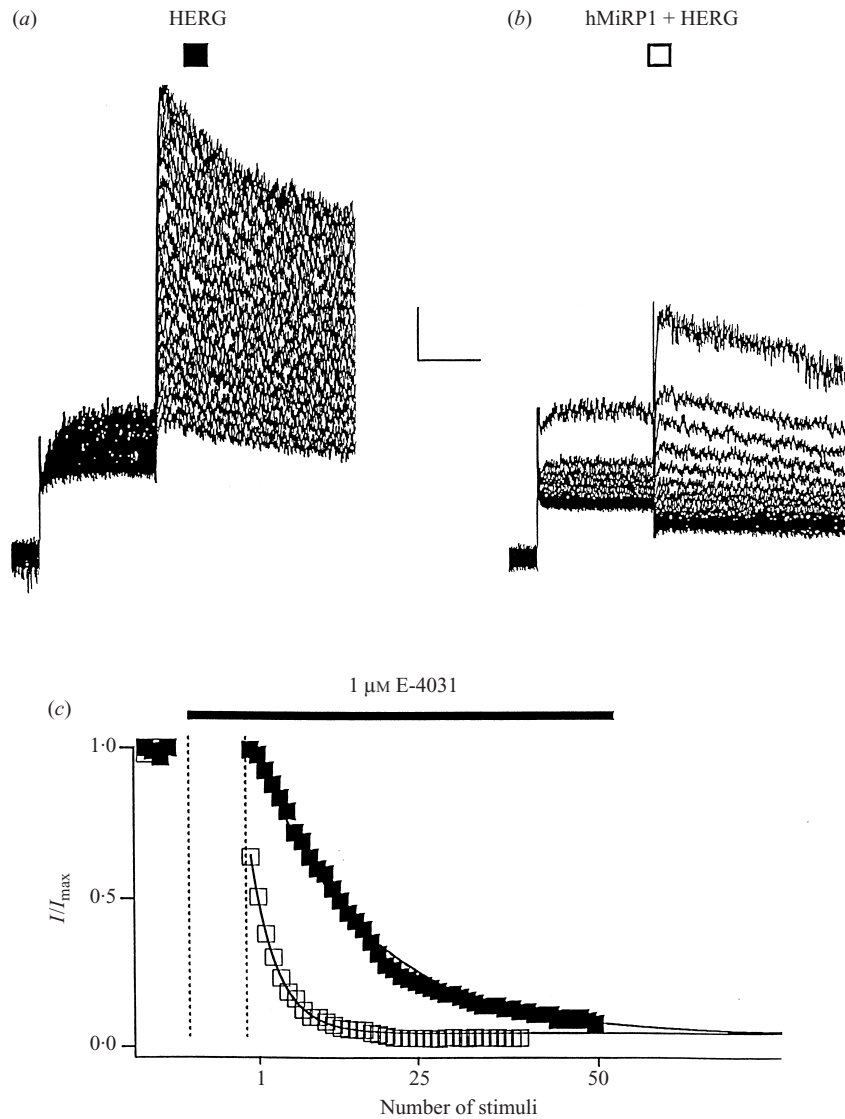 (a) HERG
(b) hMiRP1 + HERG
(c) 1 μM E-4031
1·0
0·5
0·0
I/Imax
1 25 50
Number of stimuli